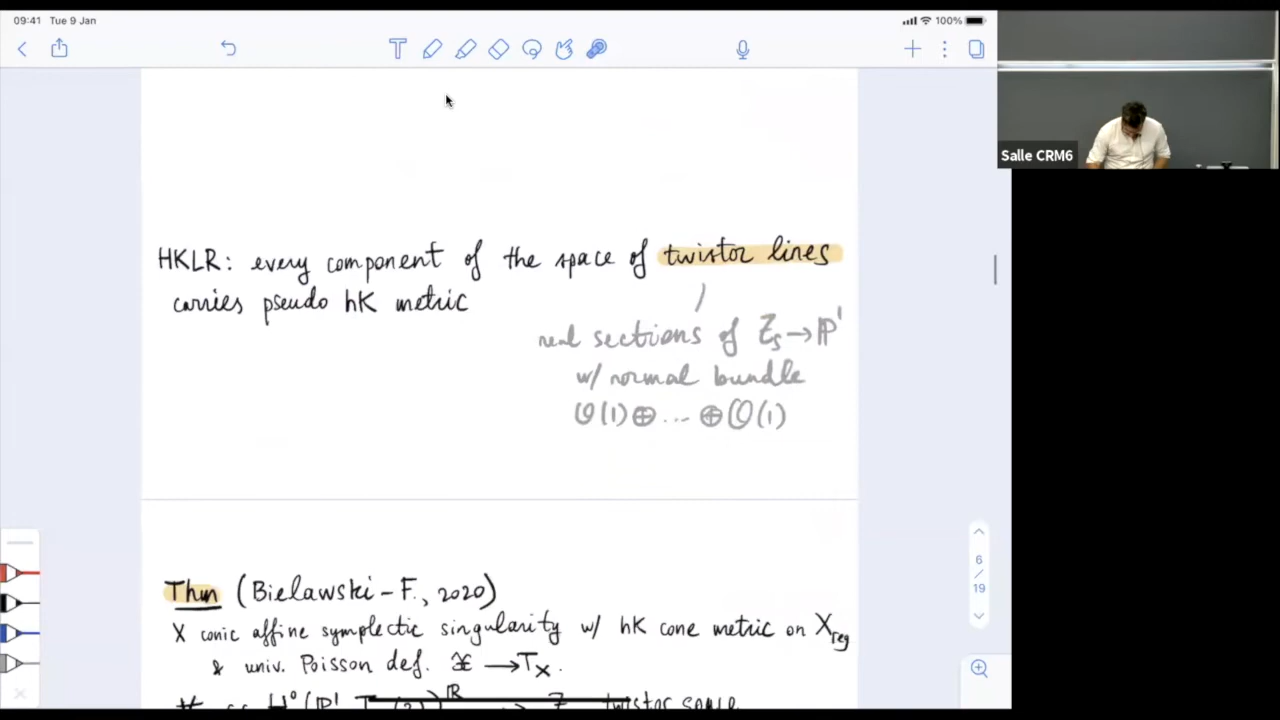 09:41 Tue 9 Jan
100%
Salle CRM6
HKLR: every component of the space of twistor lines
carries pseudo hK metric
real sections of Z_s → ℙ¹
w/ normal bundle
O(1) ⊕ ... ⊕ O(1)
6
/
19
Thm (Bielawski - F., 2020)
X conic affine symplectic singularity w/ hK cone metric on X_reg
& univ. Poisson def. 𝒳 → T_X.
twistor space